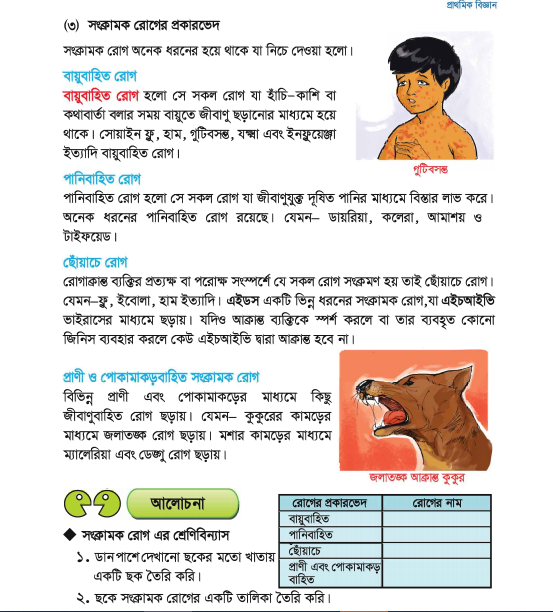 প্রাথমিক বিজ্ঞান
(৩) সংক্রামক রোগের প্রকারভেদ
সংক্রামক রোগ অনেক ধরনের হয়ে থাকে যা নিচে দেওয়া হলো।
বায়ুবাহিত রোগ
বায়ুবাহিত রোগ হলো সে সকল রোগ যা হাঁচি-কাশি বা
কথাবার্তা বলার সময় বায়ুতে জীবাণু ছড়ানোর মাধ্যমে হয়ে
থাকে। সোয়াইন ফ্লু, হাম, গুটিবসন্ত, যক্ষ্মা এবং ইনফ্লুয়েঞ্জা
ইত্যাদি বায়ুবাহিত রোগ।
গুটিবসন্ত
পানিবাহিত রোগ
পানিবাহিত রোগ হলো সে সকল রোগ যা জীবাণুযুক্ত দূষিত পানির মাধ্যমে বিস্তার লাভ করে।
অনেক ধরনের পানিবাহিত রোগ রয়েছে। যেমন– ডায়রিয়া, কলেরা, আমাশয় ও
টাইফয়েড।
ছোঁয়াচে রোগ
রোগাক্রান্ত ব্যক্তির প্রত্যক্ষ বা পরোক্ষ সংস্পর্শে যে সকল রোগ সংক্রমণ হয় তাই ছোঁয়াচে রোগ।
যেমন–ফ্লু, ইবোলা, হাম ইত্যাদি। এইডস একটি ভিন্ন ধরনের সংক্রামক রোগ,যা এইচআইভি
ভাইরাসের মাধ্যমে ছড়ায়। যদিও আক্রান্ত ব্যক্তিকে স্পর্শ করলে বা তার ব্যবহৃত কোনো
জিনিস ব্যবহার করলে কেউ এইচআইভি দ্বারা আক্রান্ত হবে না।
প্রাণী ও পোকামাকড়বাহিত সংক্রামক রোগ
বিভিন্ন প্রাণী এবং পোকামাকড়ের মাধ্যমে কিছু
জীবাণুবাহিত রোগ ছড়ায়। যেমন– কুকুরের কামড়ের
মাধ্যমে জলাতঙ্ক রোগ ছড়ায়। মশার কামড়ের মাধ্যমে
ম্যালেরিয়া এবং ডেঙ্গু রোগ ছড়ায়।
জলাতঙ্ক আক্রান্ত কুকুর
আলোচনা
◆ সংক্রামক রোগ এর শ্রেণিবিন্যাস
১. ডান পাশে দেখানো ছকের মতো খাতায়
একটি ছক তৈরি করি।
২. ছকে সংক্রামক রোগের একটি তালিকা তৈরি করি।
রোগের প্রকারভেদ রোগের নাম
বায়ুবাহিত
পানিবাহিত
ছোঁয়াচে
প্রাণী এবং পোকামাকড়
বাহিত